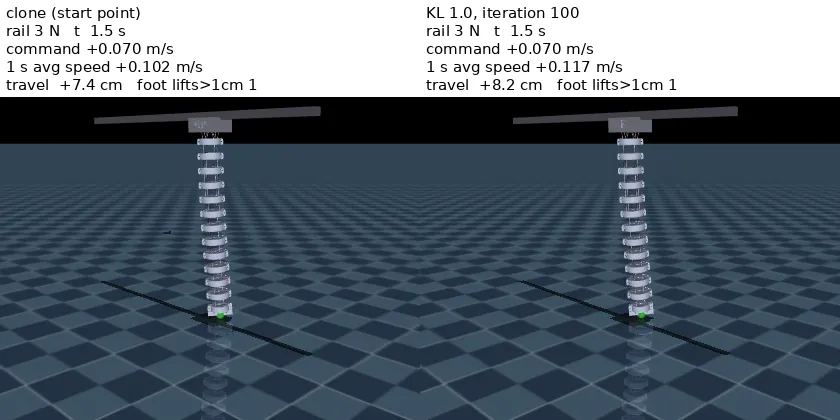 clone (start point)
rail 3 N   t  1.5 s
command +0.070 m/s
1 s avg speed +0.102 m/s
travel  +7.4 cm   foot lifts>1cm 1
KL 1.0, iteration 100
rail 3 N   t  1.5 s
command +0.070 m/s
1 s avg speed +0.117 m/s
travel  +8.2 cm   foot lifts>1cm 1